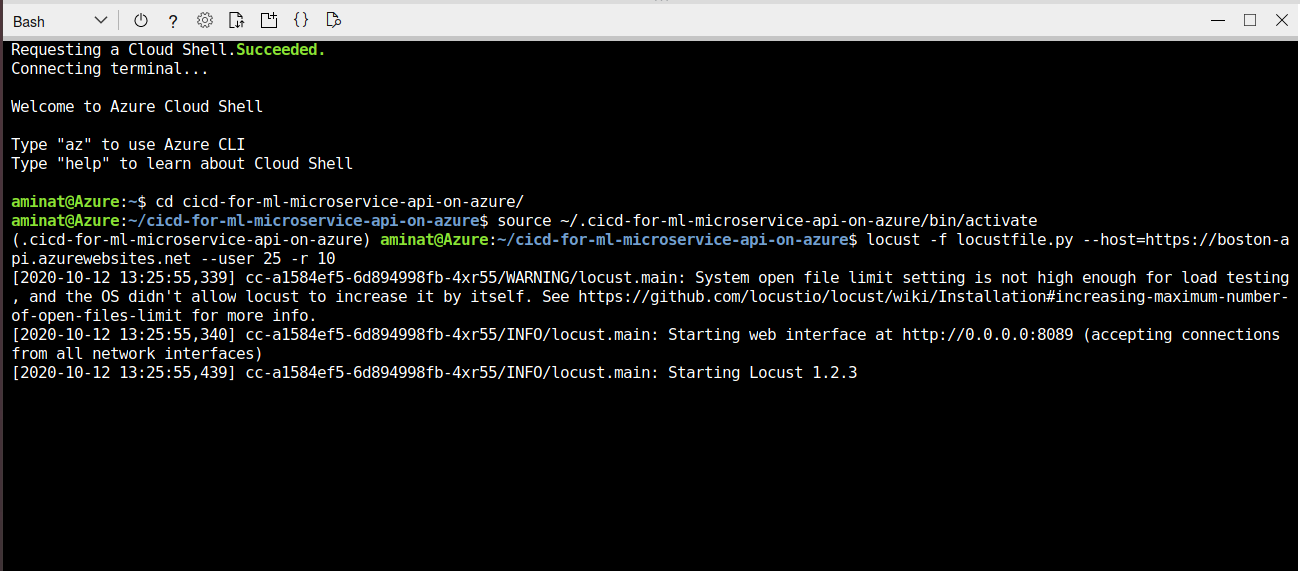 Bash
Requesting a Cloud Shell.Succeeded.
Connecting terminal...
Welcome to Azure Cloud Shell
Type "az" to use Azure CLI
Type "help" to learn about Cloud Shell
aminat@Azure:~$ cd cicd-for-ml-microservice-api-on-azure/
aminat@Azure:~/cicd-for-ml-microservice-api-on-azure$ source ~/.cicd-for-ml-microservice-api-on-azure/bin/activate
(.cicd-for-ml-microservice-api-on-azure) aminat@Azure:~/cicd-for-ml-microservice-api-on-azure$ locust -f locustfile.py --host=https://boston-a
pi.azurewebsites.net --user 25 -r 10
[2020-10-12 13:25:55,339] cc-a1584ef5-6d894998fb-4xr55/WARNING/locust.main: System open file limit setting is not high enough for load testing
, and the OS didn't allow locust to increase it by itself. See https://github.com/locustio/locust/wiki/Installation#increasing-maximum-number-
of-open-files-limit for more info.
[2020-10-12 13:25:55,340] cc-a1584ef5-6d894998fb-4xr55/INFO/locust.main: Starting web interface at http://0.0.0.0:8089 (accepting connections
from all network interfaces)
[2020-10-12 13:25:55,439] cc-a1584ef5-6d894998fb-4xr55/INFO/locust.main: Starting Locust 1.2.3